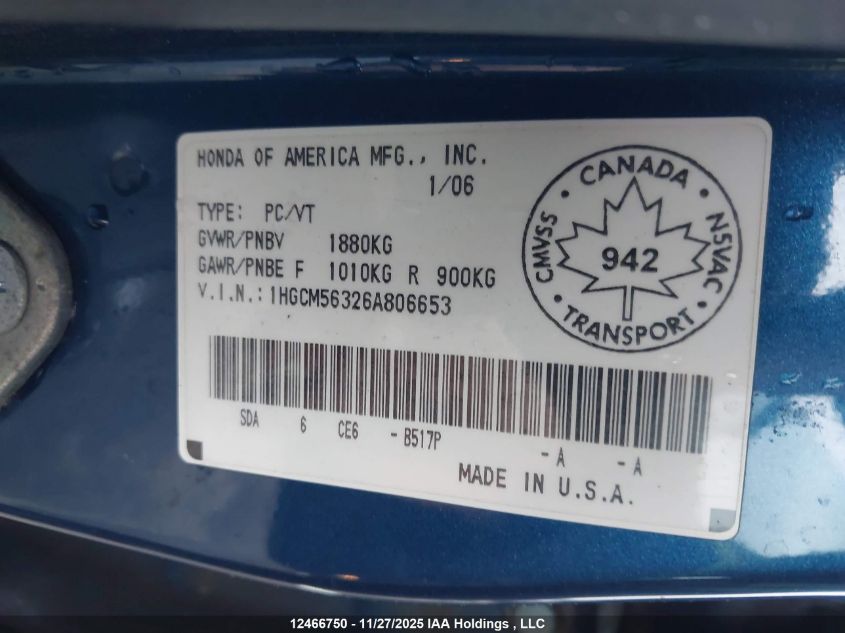 HONDA OF AMERICA MFG., INC.
1/06
TYPE: PC/VT
GVWR/PNBV 1880KG
GAWR/PNBE F 1010KG R 900KG
V.I.N.: 1HGCM56326A806653
CANADA
CMVSS
NSVAC
942
TRANSPORT
SDA 6 CE6 - B517P - A - A
MADE IN U.S.A.
12466750 - 11/27/2025 IAA Holdings , LLC